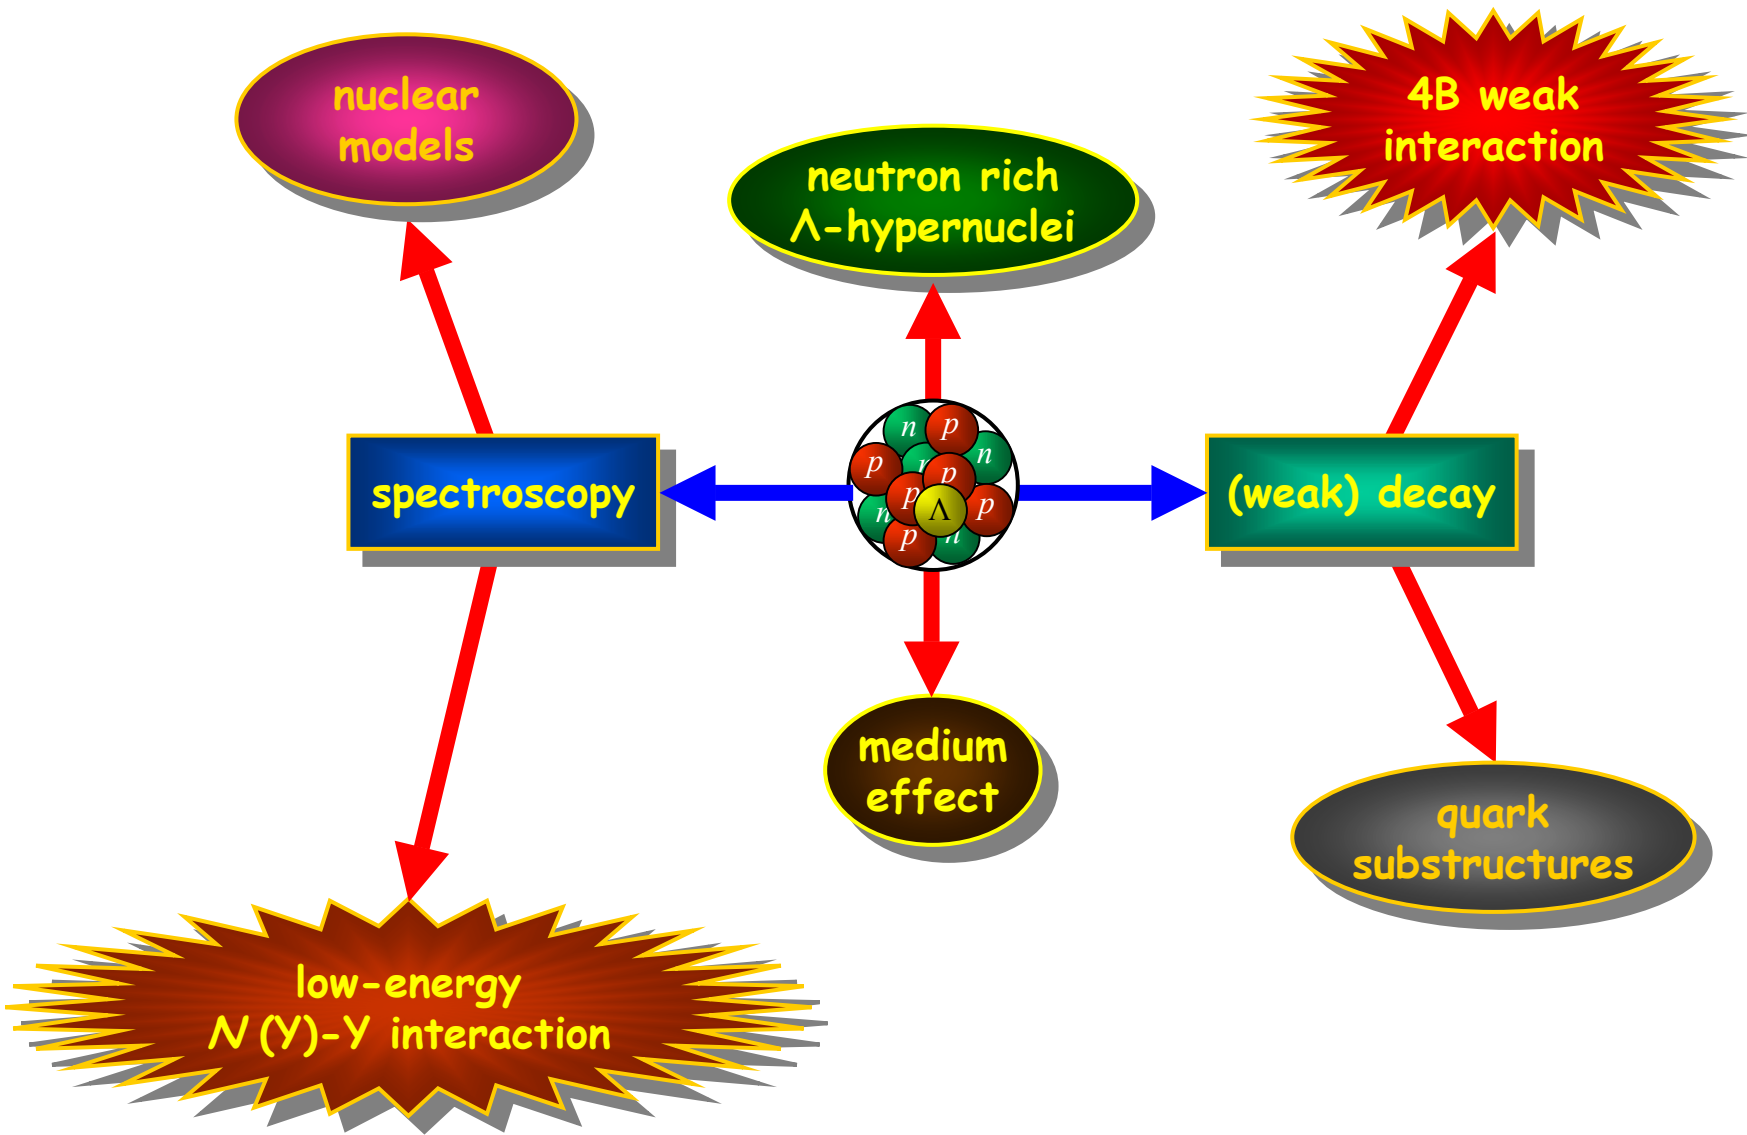 nuclear
models
4B weak
interaction
neutron rich
Λ-hypernuclei
n
p
p
n
n
p
p
Λ
p
n
p
n
spectroscopy
(weak) decay
medium
effect
quark
substructures
low-energy
N (Y)-Y interaction